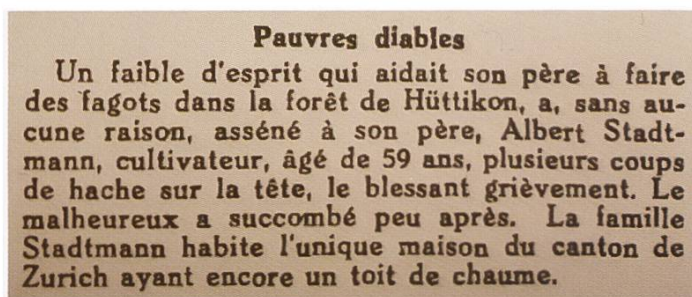 Pauvres diables
Un faible d'esprit qui aidait son père à faire
des fagots dans la forêt de Hüttikon, a, sans au-
cune raison, asséné à son père, Albert Stadt-
mann, cultivateur, âgé de 59 ans, plusieurs coups
de hache sur la tête, le blessant grièvement. Le
malheureux a succombé peu après. La famille
Stadtmann habite l'unique maison du canton de
Zurich ayant encore un toit de chaume.